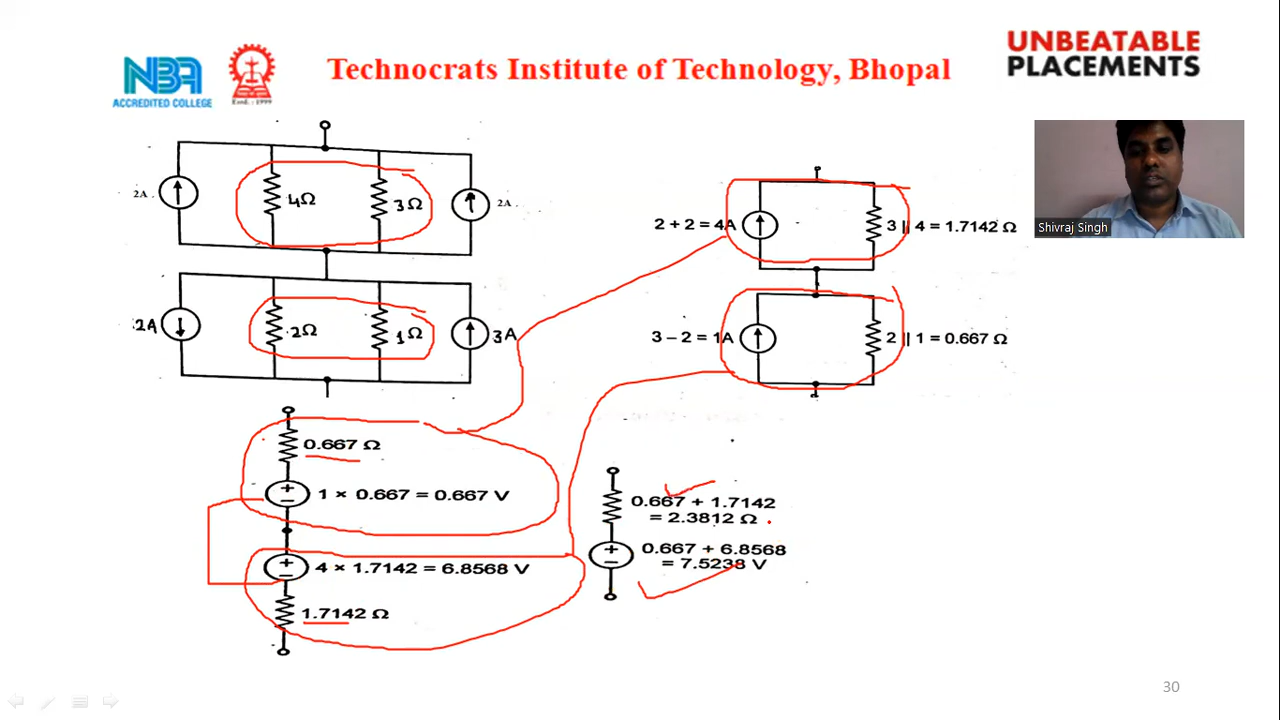 NBA
ACCREDITED COLLEGE
Estd. : 1999
Technocrats Institute of Technology, Bhopal
UNBEATABLE
PLACEMENTS
Shivraj Singh
2A .
4Ω
3Ω
2A .
2A
2Ω
1Ω
3A
2 + 2 = 4A
3 || 4 = 1.7142 Ω
3 – 2 = 1A
2 || 1 = 0.667 Ω
0.667 Ω
+
–
1 × 0.667 = 0.667 V
+
–
4 × 1.7142 = 6.8568 V
1.7142 Ω
0.667 + 1.7142
= 2.3812 Ω
+
–
0.667 + 6.8568
= 7.5238 V
30